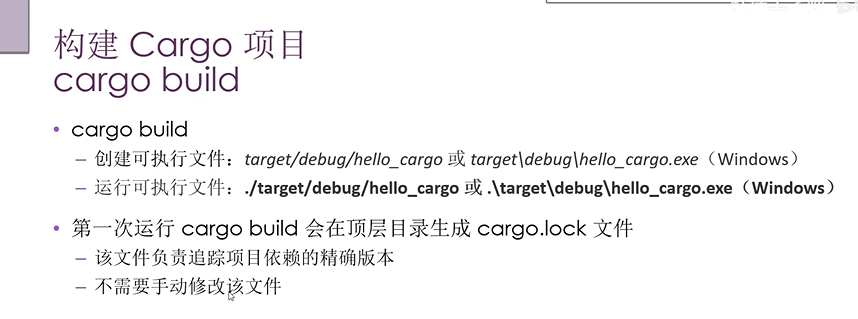 构建 Cargo 项目
cargo build
• cargo build
– 创建可执行文件：target/debug/hello_cargo 或 target\debug\hello_cargo.exe（Windows）
– 运行可执行文件：./target/debug/hello_cargo 或 .\target\debug\hello_cargo.exe（Windows）
• 第一次运行 cargo build 会在顶层目录生成 cargo.lock 文件
– 该文件负责追踪项目依赖的精确版本
– 不需要手动修改该文件